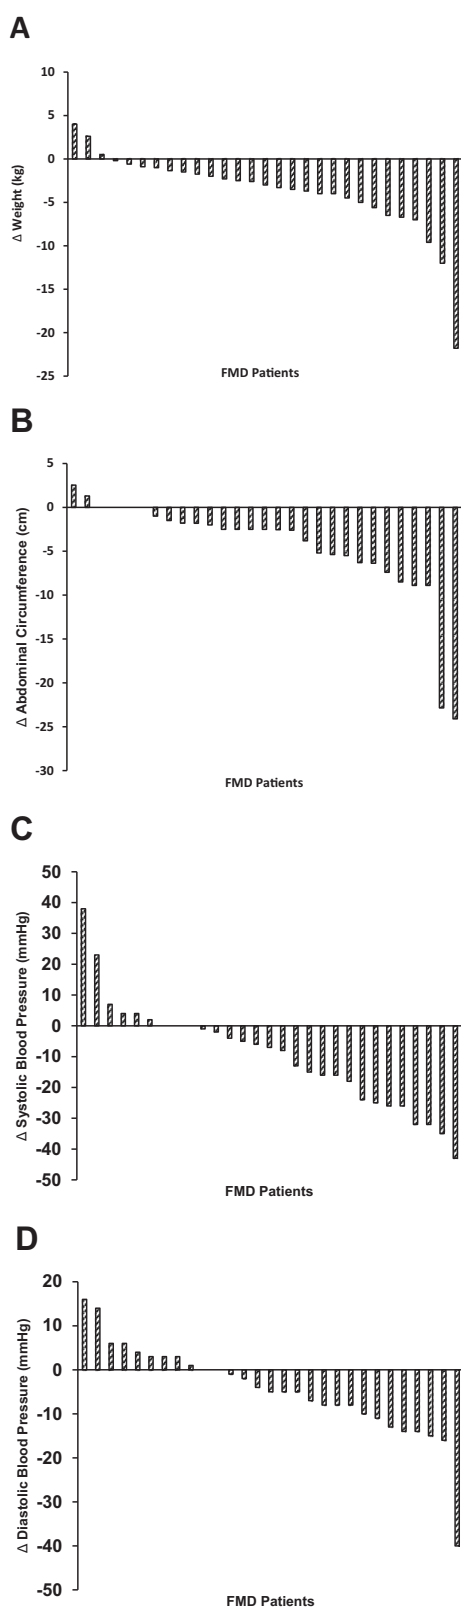 A
10
5
0
-5
-10
-15
-20
-25
Δ Weight (kg)
FMD Patients
B
5
0
-5
-10
-15
-20
-25
-30
Δ Abdominal Circumference (cm)
FMD Patients
C
50
40
30
20
10
0
-10
-20
-30
-40
-50
Δ Systolic Blood Pressure (mmHg)
FMD Patients
D
20
10
0
-10
-20
-30
-40
-50
Δ Diastolic Blood Pressure (mmHg)
FMD Patients